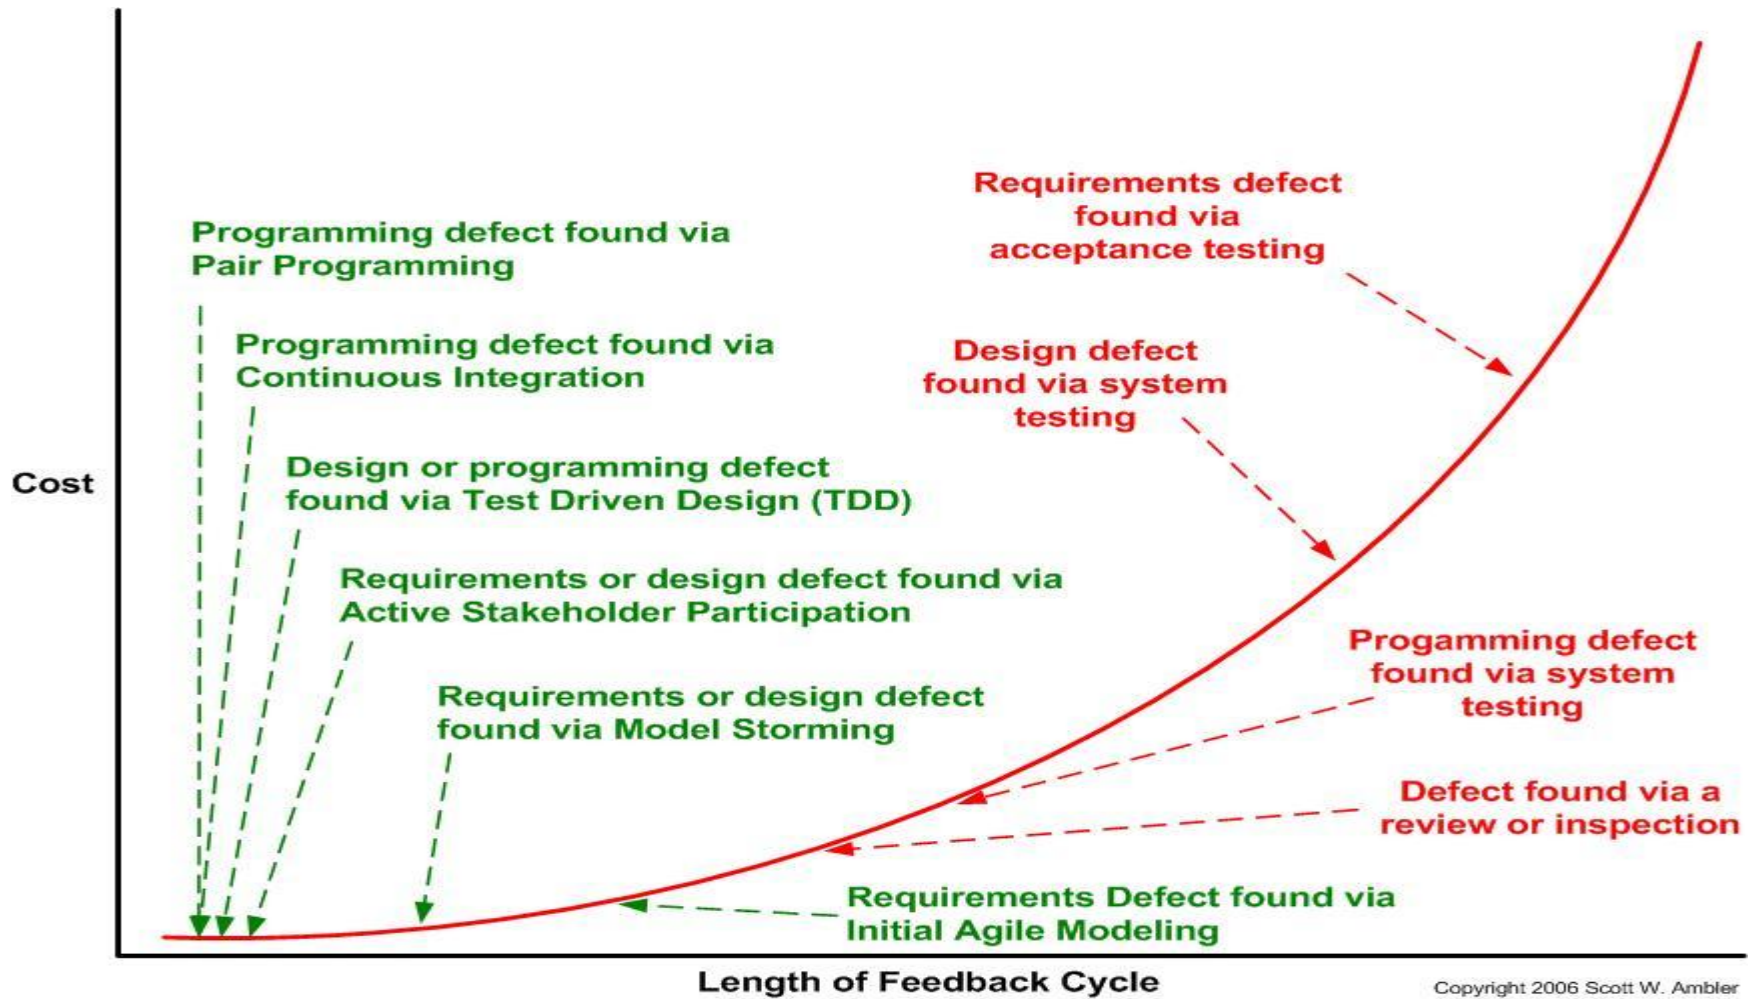 Requirements defect
found via
acceptance testing
Programming defect found via
Pair Programming
Programming defect found via
Continuous Integration
Design defect
found via system
testing
Cost
Design or programming defect
found via Test Driven Design (TDD)
Requirements or design defect found via
Active Stakeholder Participation
Progamming defect
found via system
testing
Requirements or design defect
found via Model Storming
Defect found via a
review or inspection
Requirements Defect found via
Initial Agile Modeling
Length of Feedback Cycle
Copyright 2006 Scott W. Ambler